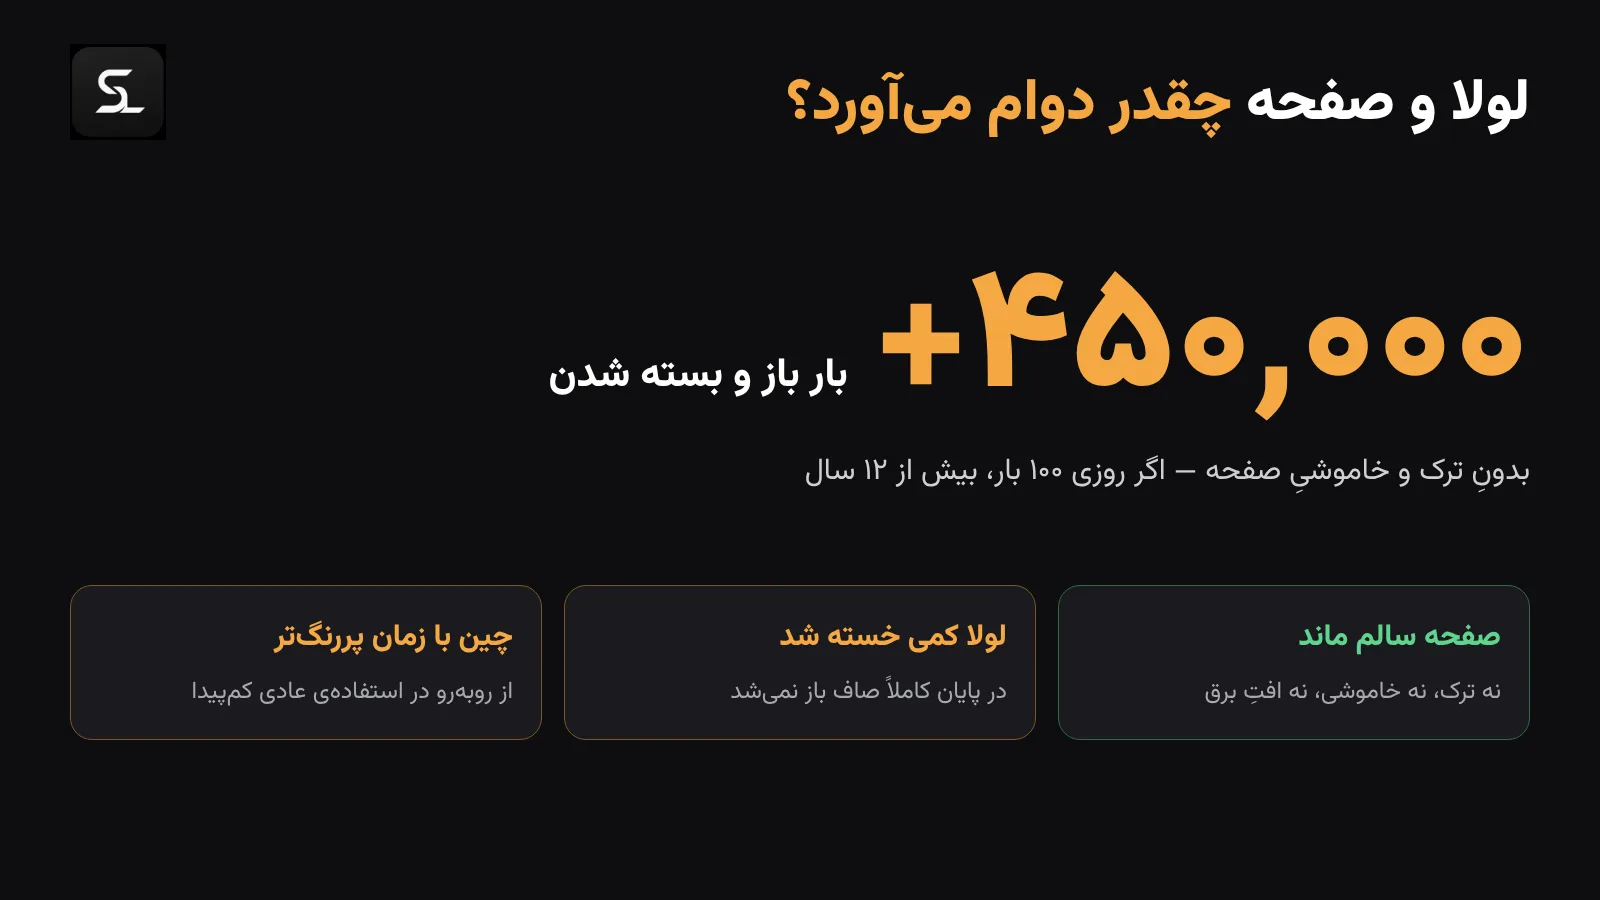 SL
لولا و صفحه چقدر دوام می‌آورد؟
+۴۵۰,۰۰۰ بار باز و بسته شدن
بدونِ ترک و خاموشیِ صفحه — اگر روزی ۱۰۰ بار، بیش از ۱۲ سال
صفحه سالم ماند
نه ترک، نه خاموشی، نه افتِ برق
لولا کمی خسته شد
در پایان کاملاً صاف باز نمی‌شد
چین با زمان پررنگ‌تر
از روبه‌رو در استفاده‌ی عادی کم‌پیدا